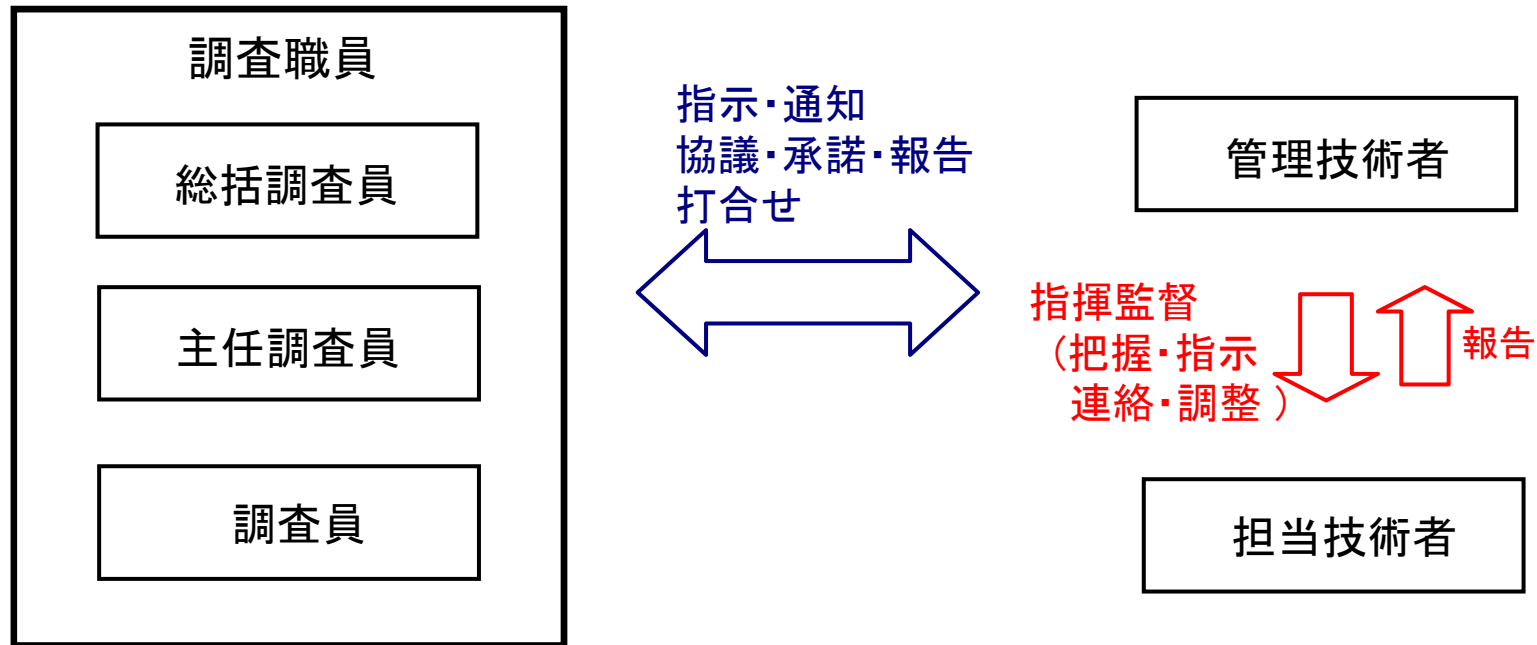 調査職員
総括調査員
主任調査員
調査員
指示・通知
協議・承諾・報告
打合せ
管理技術者
指揮監督
（把握・指示
連絡・調整）
報告
担当技術者